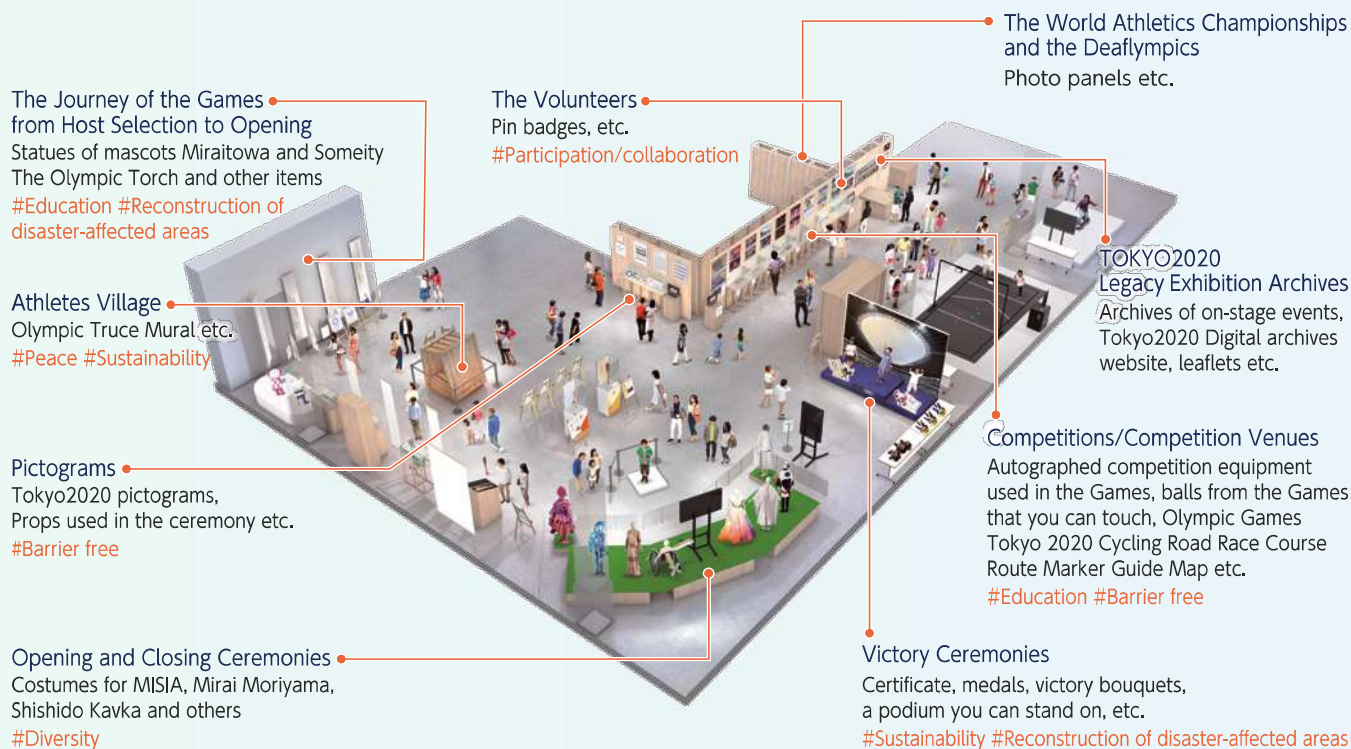 The World Athletics Championships
and the Deaflympics
Photo panels etc.
The Journey of the Games
from Host Selection to Opening
Statues of mascots Miraitowa and Someity
The Olympic Torch and other items
#Education #Reconstruction of
disaster-affected areas
The Volunteers
Pin badges, etc.
#Participation/collaboration
TOKYO2020
Legacy Exhibition Archives
Archives of on-stage events,
Tokyo2020 Digital archives
website, leaflets etc.
Athletes Village
Olympic Truce Mural etc.
#Peace #Sustainability
Competitions/Competition Venues
Autographed competition equipment
used in the Games, balls from the Games
that you can touch, Olympic Games
Tokyo 2020 Cycling Road Race Course
Route Marker Guide Map etc.
#Education #Barrier free
Pictograms
Tokyo2020 pictograms,
Props used in the ceremony etc.
#Barrier free
Opening and Closing Ceremonies
Costumes for MISIA, Mirai Moriyama,
Shishido Kavka and others
#Diversity
Victory Ceremonies
Certificate, medals, victory bouquets,
a podium you can stand on, etc.
#Sustainability #Reconstruction of disaster-affected areas